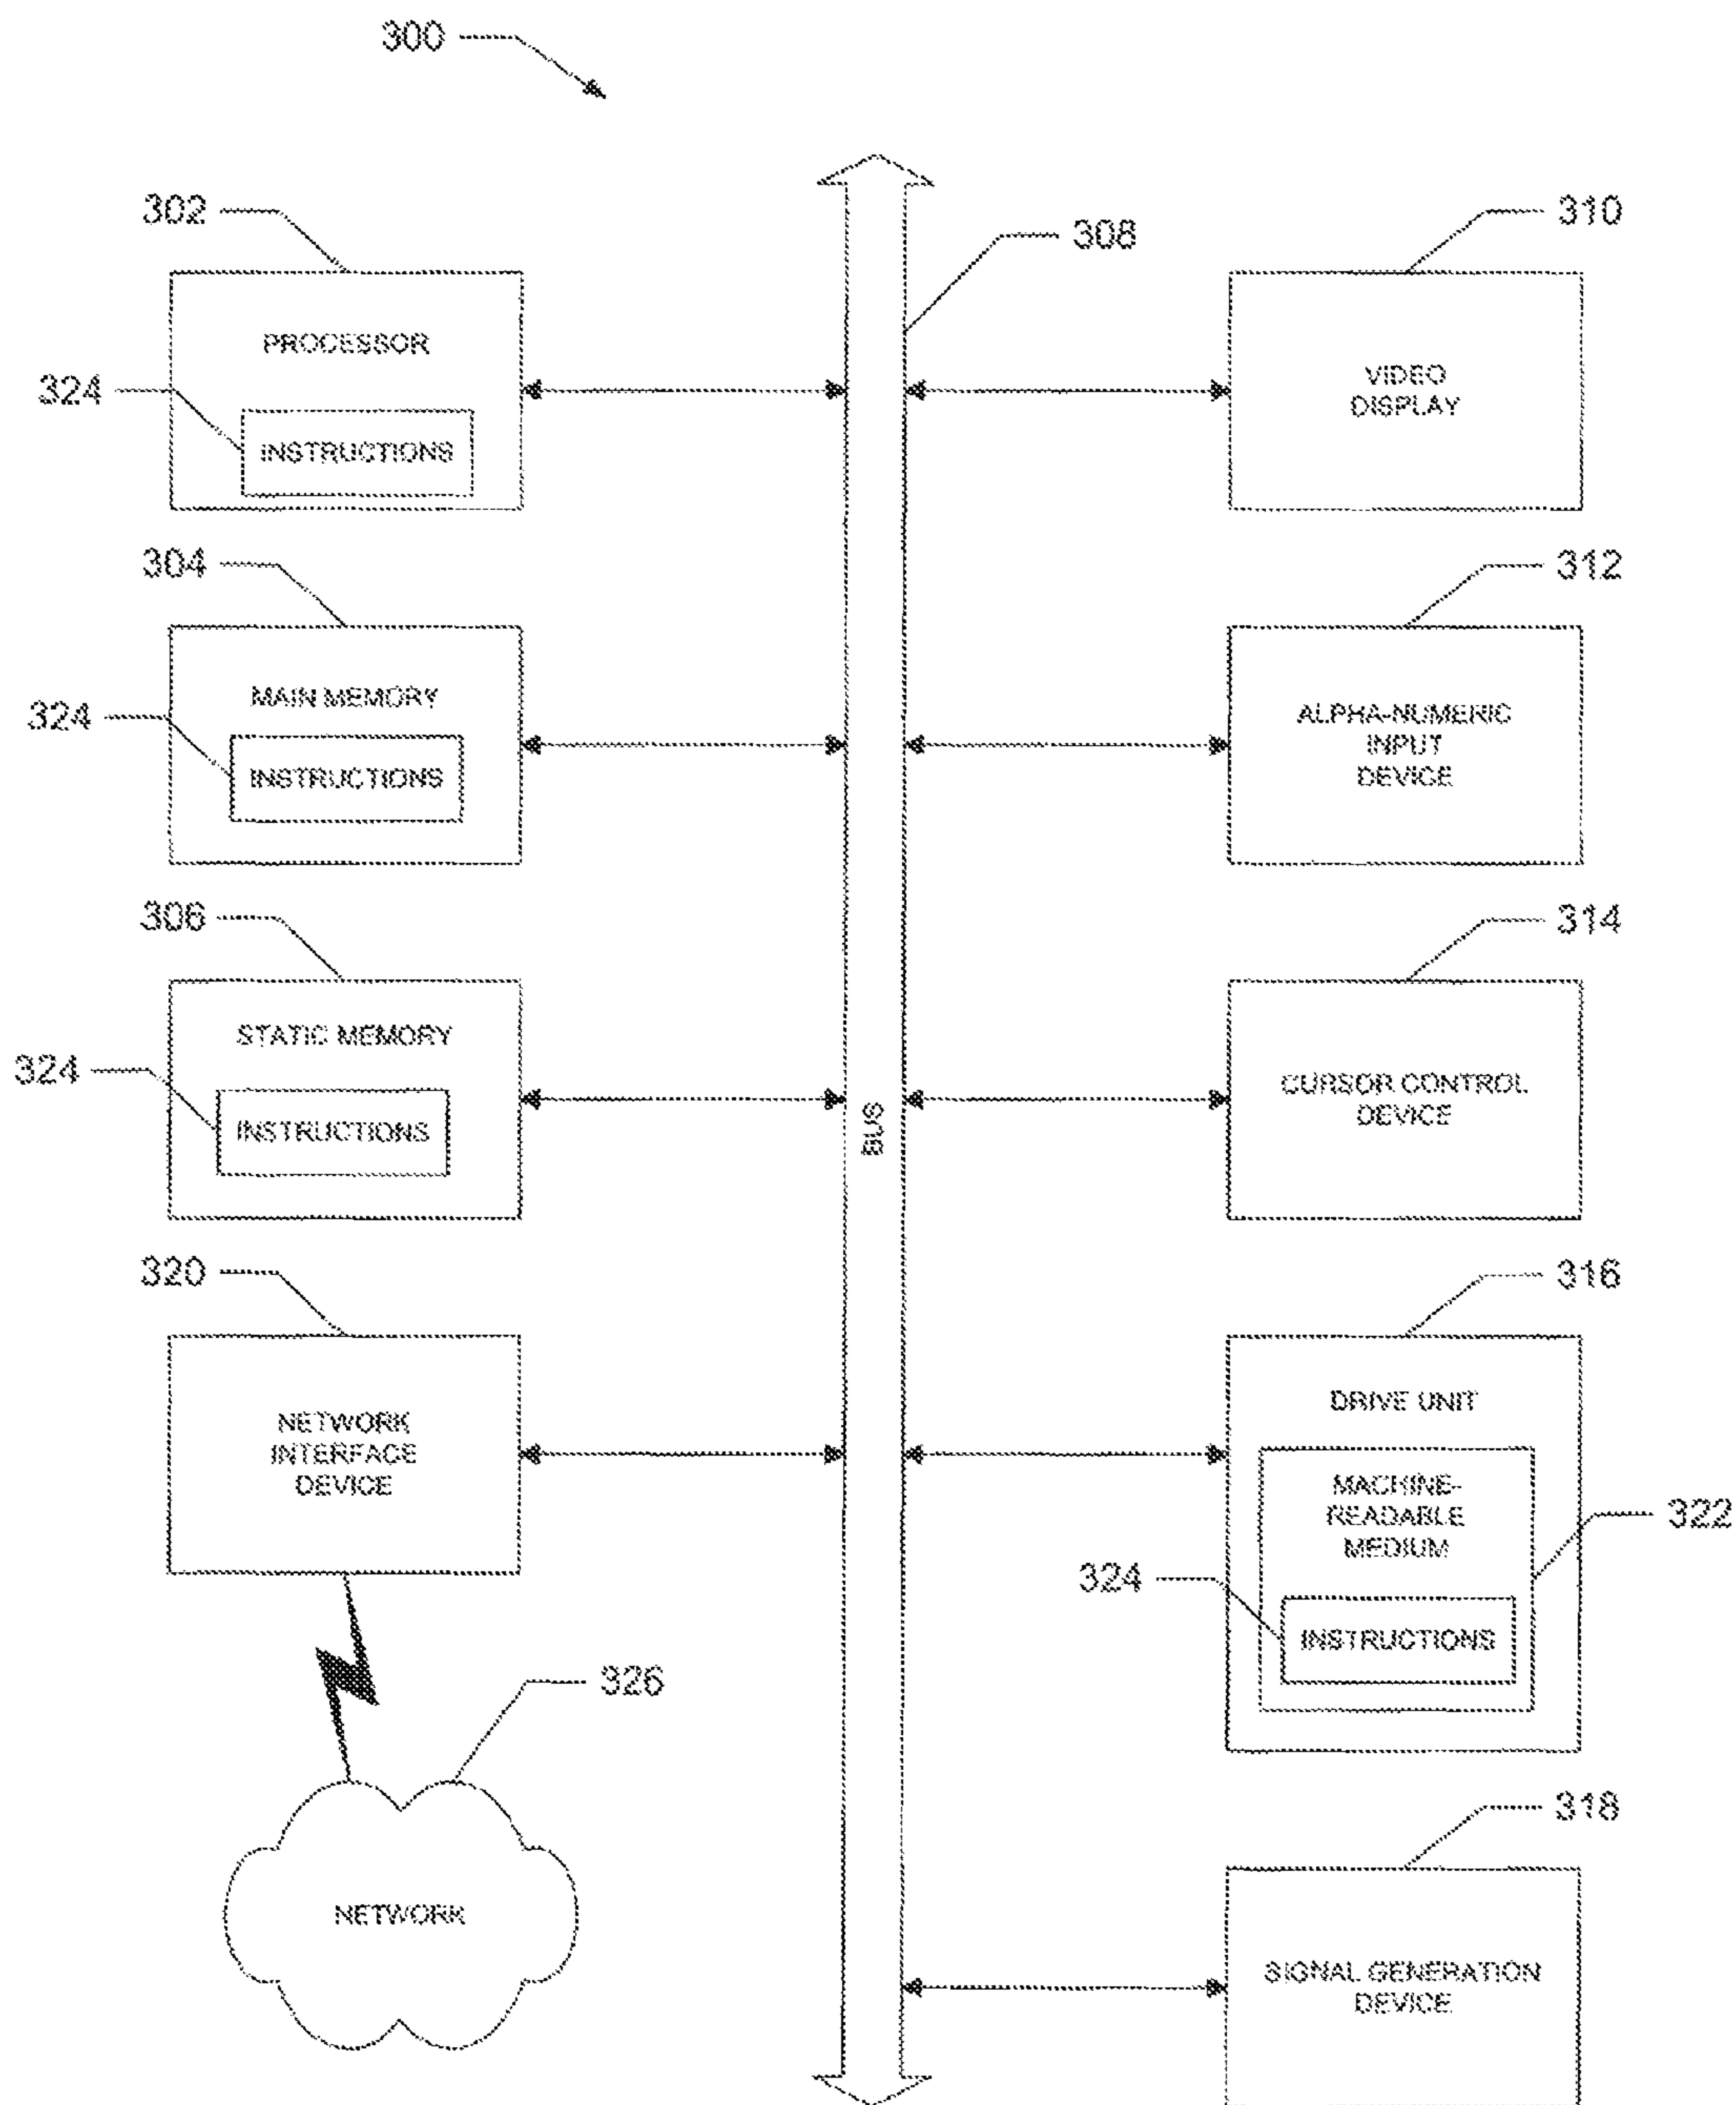 300
302
308
310
PROCESSOR
324
INSTRUCTIONS
VIDEO
DISPLAY
304
312
MAIN MEMORY
324
INSTRUCTIONS
ALPHA-NUMERIC
INPUT
DEVICE
306
314
STATIC MEMORY
324
INSTRUCTIONS
BUS
CURSOR CONTROL
DEVICE
320
316
NETWORK
INTERFACE
DEVICE
DRIVE UNIT
MACHINE-
READABLE
MEDIUM
322
324
INSTRUCTIONS
326
NETWORK
318
SIGNAL GENERATION
DEVICE